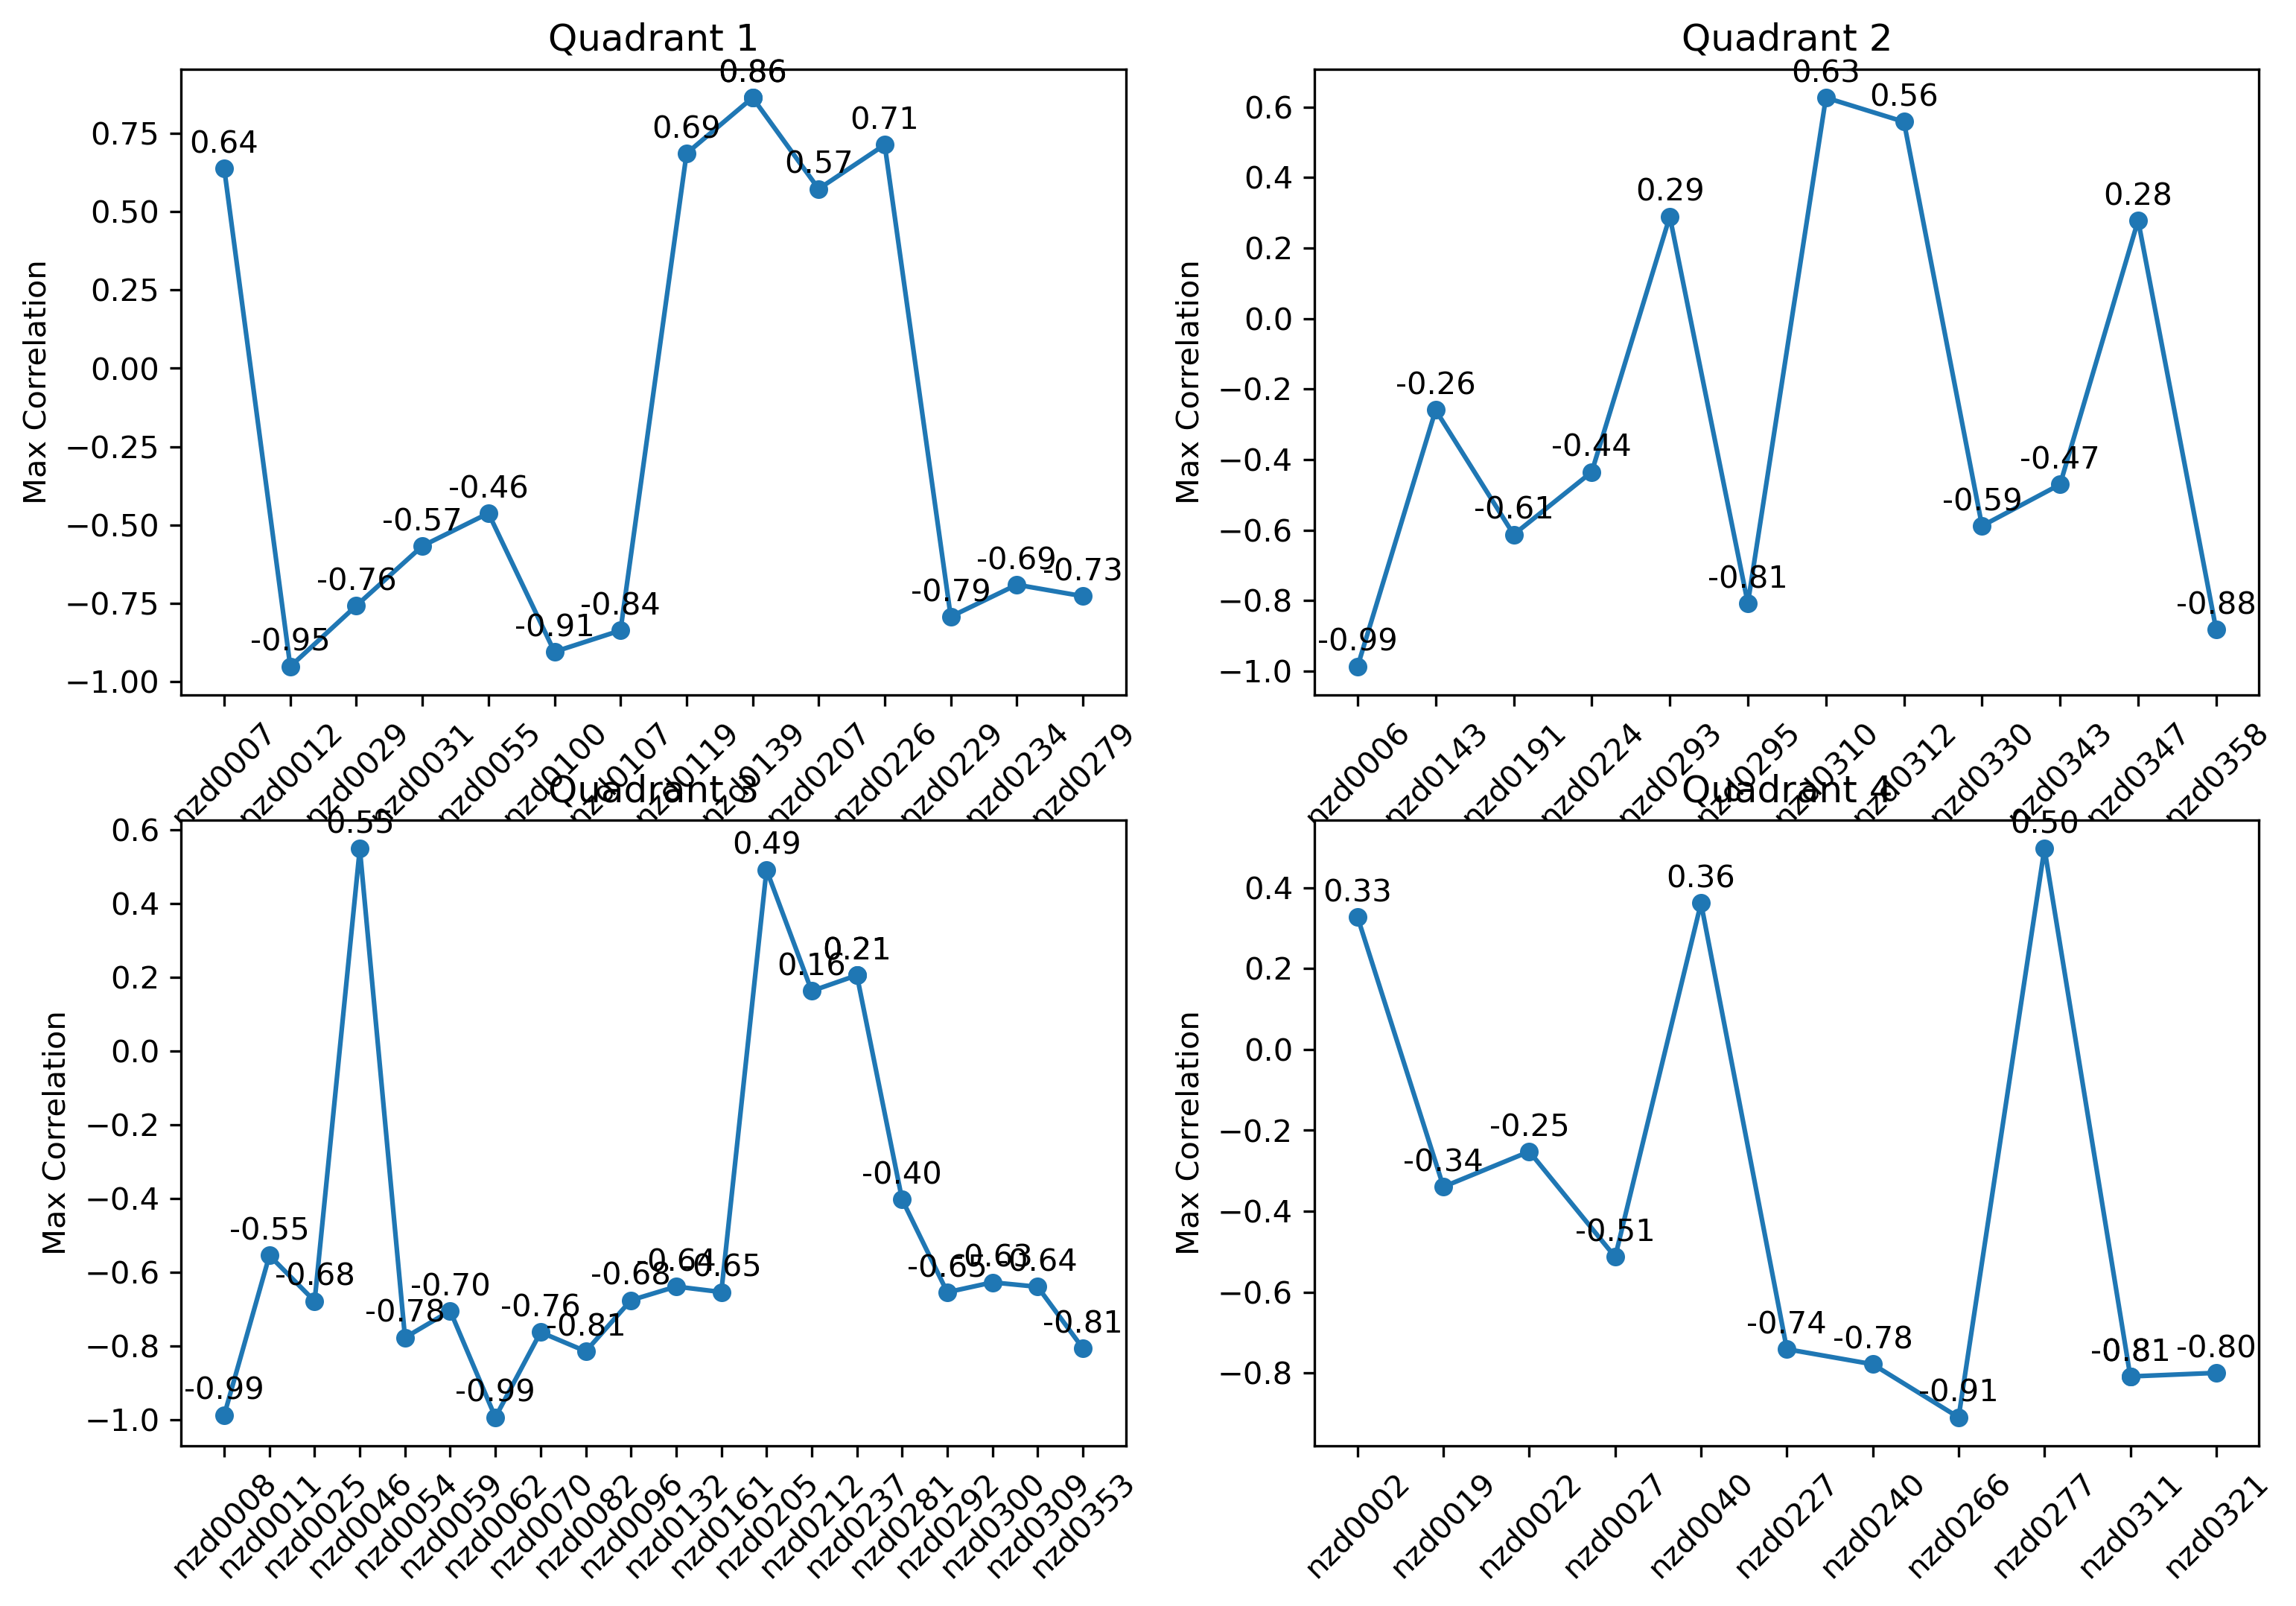 Quadrant 1
Max Correlation
0.75
0.50
0.25
0.00
−0.25
−0.50
−0.75
−1.00
0.64
-0.95
-0.76
-0.57
-0.46
-0.91
-0.84
0.69
0.86
0.57
0.71
-0.79
-0.69
-0.73
nzd0007
nzd0012
nzd0029
nzd0031
nzd0055
nzd0100
nzd0107
nzd0119
nzd0139
nzd0207
nzd0226
nzd0229
nzd0234
nzd0279
Quadrant 2
Max Correlation
0.6
0.4
0.2
0.0
−0.2
−0.4
−0.6
−0.8
−1.0
-0.99
-0.26
-0.61
-0.44
0.29
-0.81
0.63
0.56
-0.59
-0.47
0.28
-0.88
nzd0006
nzd0143
nzd0191
nzd0224
nzd0293
nzd0295
nzd0310
nzd0312
nzd0330
nzd0343
nzd0347
nzd0358
Quadrant 3
Max Correlation
0.6
0.4
0.2
0.0
−0.2
−0.4
−0.6
−0.8
−1.0
-0.99
-0.55
-0.68
0.55
-0.78
-0.70
-0.99
-0.76
-0.81
-0.68
-0.64
-0.65
0.49
0.16
0.21
-0.40
-0.65
-0.63
-0.64
-0.81
nzd0008
nzd0011
nzd0025
nzd0046
nzd0054
nzd0059
nzd0062
nzd0070
nzd0082
nzd0096
nzd0132
nzd0161
nzd0205
nzd0212
nzd0237
nzd0281
nzd0292
nzd0300
nzd0309
nzd0353
Quadrant 4
Max Correlation
0.4
0.2
0.0
−0.2
−0.4
−0.6
−0.8
0.33
-0.34
-0.25
-0.51
0.36
-0.74
-0.78
-0.91
0.50
-0.81
-0.80
nzd0002
nzd0019
nzd0022
nzd0027
nzd0040
nzd0227
nzd0240
nzd0266
nzd0277
nzd0311
nzd0321